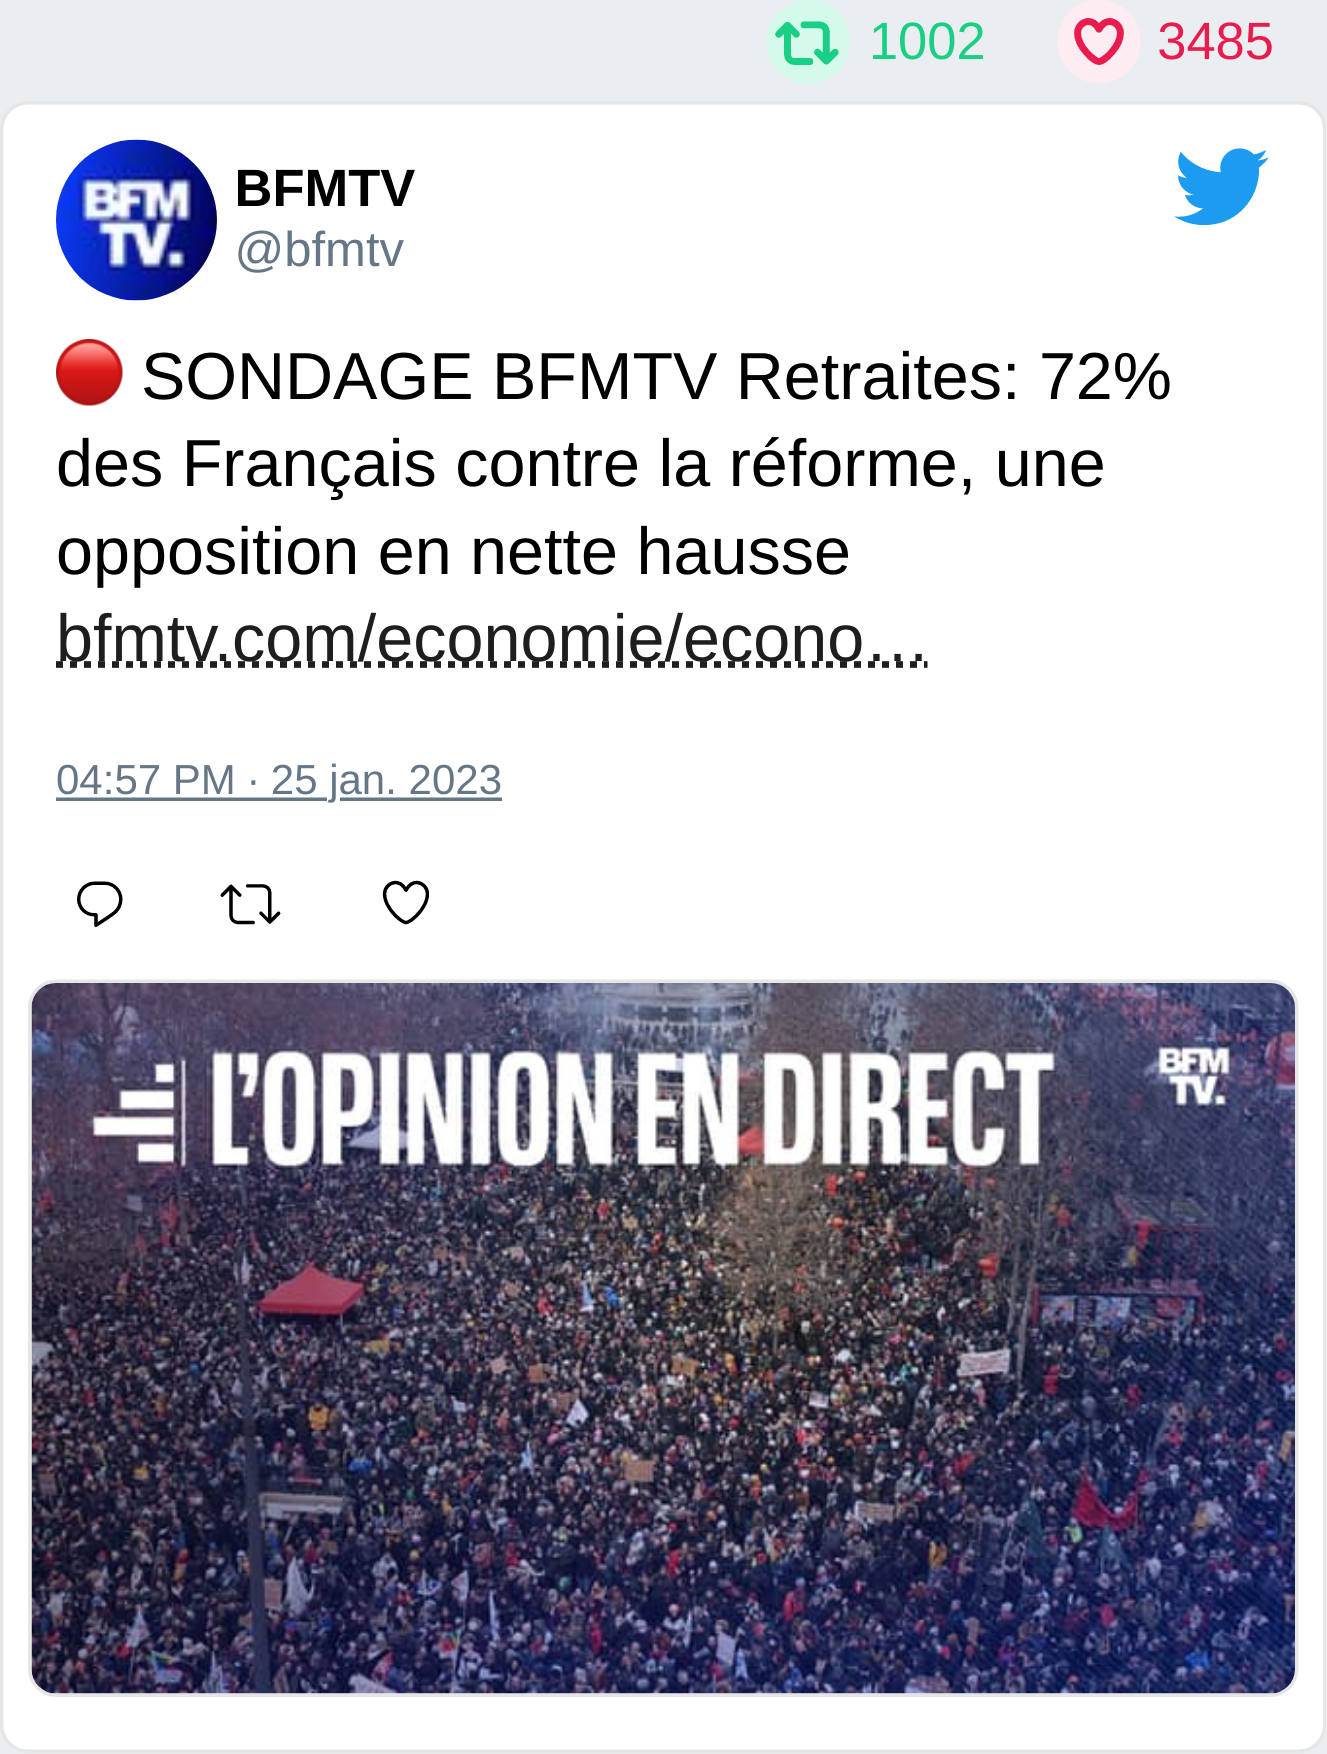 1002 3485
BFM
TV.
BFMTV
@bfmtv
🔴 SONDAGE BFMTV Retraites: 72%
des Français contre la réforme, une
opposition en nette hausse
bfmtv.com/economie/econo…
04:57 PM · 25 jan. 2023
L'OPINION EN DIRECT
BFM
TV.